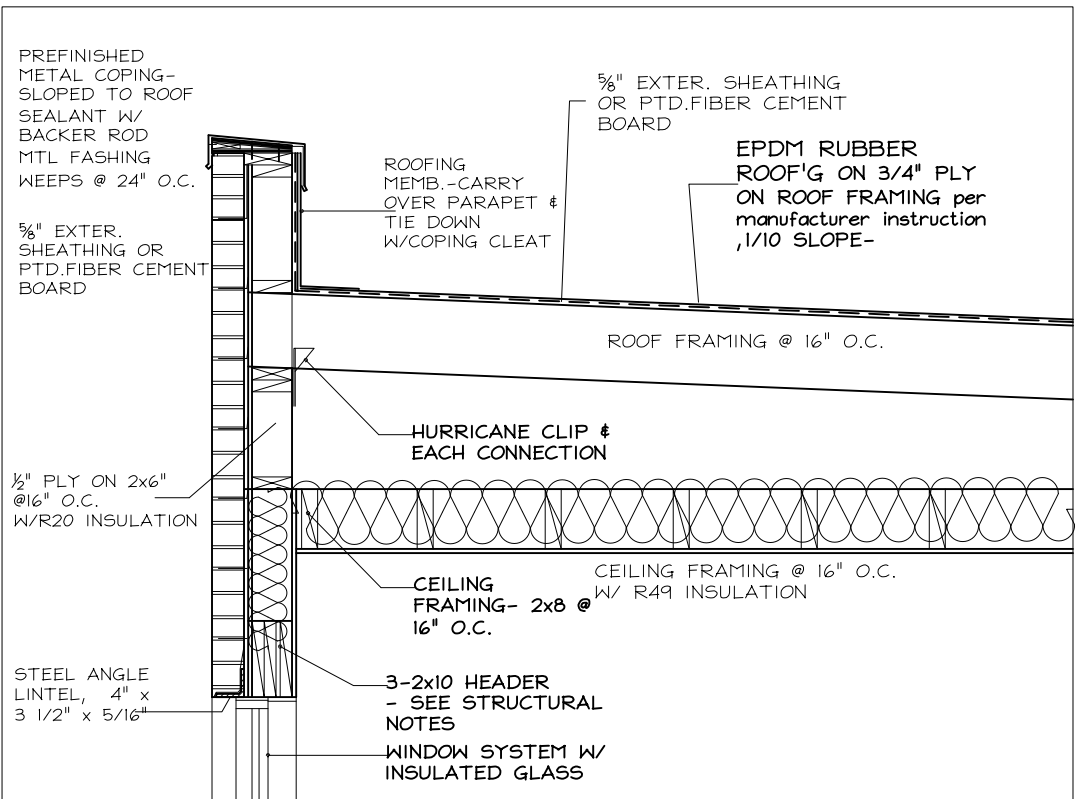 PREFINISHED
METAL COPING-
SLOPED TO ROOF
SEALANT W/
BACKER ROD
MTL FASHING
WEEPS @ 24" O.C.
⅝" EXTER.
SHEATHING OR
PTD.FIBER CEMENT
BOARD
½" PLY ON 2x6"
@16" O.C.
W/R20 INSULATION
STEEL ANGLE
LINTEL, 4" x
3 1/2" x 5/16"
ROOFING
MEMB.-CARRY
OVER PARAPET &
TIE DOWN
W/COPING CLEAT
⅝" EXTER. SHEATHING
OR PTD.FIBER CEMENT
BOARD
EPDM RUBBER
ROOF'G ON 3/4" PLY
ON ROOF FRAMING per
manufacturer instruction
,1/10 SLOPE-
ROOF FRAMING @ 16" O.C.
HURRICANE CLIP &
EACH CONNECTION
CEILING
FRAMING- 2x8 @
16" O.C.
CEILING FRAMING @ 16" O.C.
W/ R49 INSULATION
3-2x10 HEADER
- SEE STRUCTURAL
NOTES
WINDOW SYSTEM W/
INSULATED GLASS